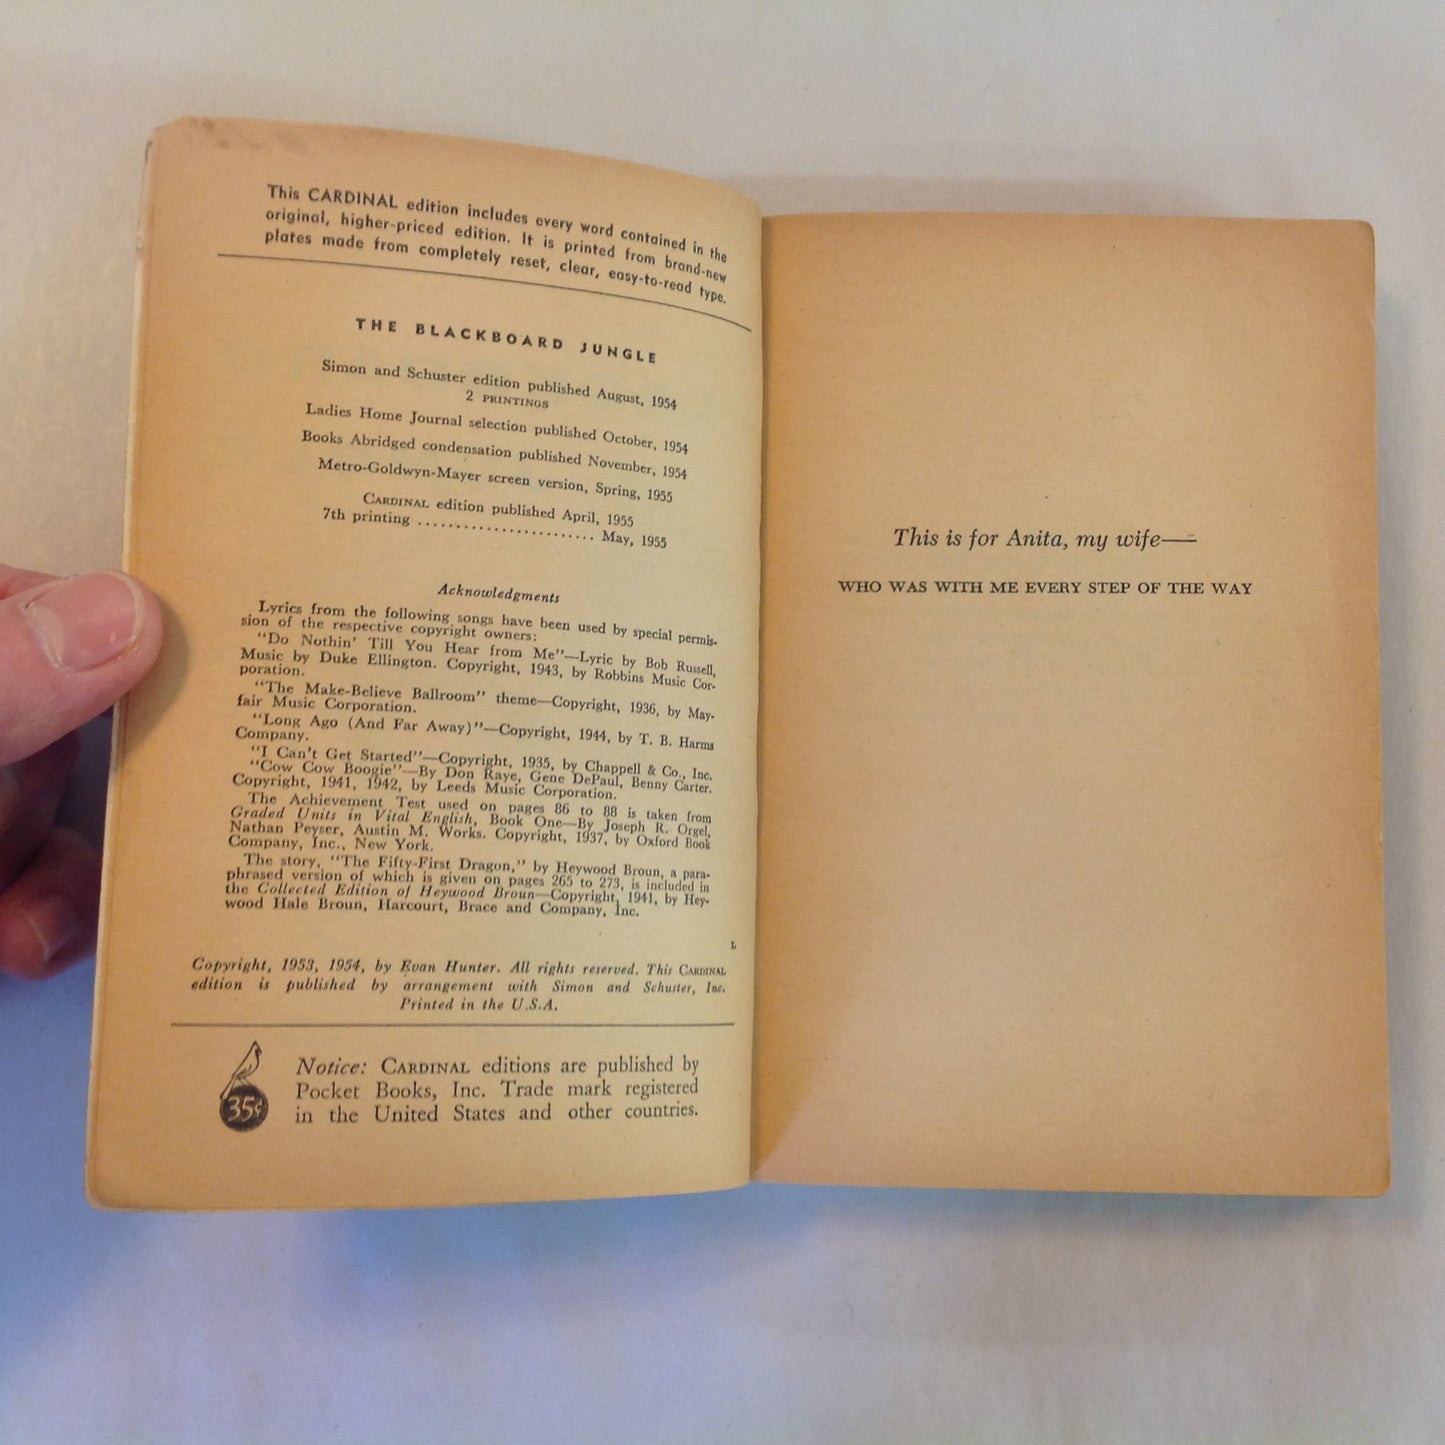 This CARDINAL edition includes every word contained in the
original, higher-priced edition. It is printed from brand-new
plates made from completely reset, clear, easy-to-read type.
THE BLACKBOARD JUNGLE
Simon and Schuster edition published August, 1954
2 PRINTINGS
Ladies Home Journal selection published October, 1954
Books Abridged condensation published November, 1954
Metro-Goldwyn-Mayer screen version, Spring, 1955
CARDINAL edition published April, 1955
7th printing ........................ May, 1955
Acknowledgments
Lyrics from the following songs have been used by special permis-
sion of the respective copyright owners:
"Do Nothin' Till You Hear from Me"—Lyric by Bob Russell,
Music by Duke Ellington. Copyright, 1943, by Robbins Music Cor-
poration.
"The Make-Believe Ballroom" theme—Copyright, 1936, by May-
fair Music Corporation.
"Long Ago (And Far Away)"—Copyright, 1944, by T. B. Harms
Company.
"I Can't Get Started"—Copyright, 1935, by Chappell & Co., Inc.
"Cow Cow Boogie"—By Don Raye, Gene DePaul, Benny Carter.
Copyright, 1941, 1942, by Leeds Music Corporation.
The Achievement Test used on pages 86 to 88 is taken from
Graded Units in Vital English, Book One—By Joseph R. Orgel,
Nathan Peyser, Austin M. Works. Copyright, 1937, by Oxford Book
Company, Inc., New York.
The story, "The Fifty-First Dragon," by Heywood Broun, a para-
phrased version of which is given on pages 265 to 273, is included in
the Collected Edition of Heywood Broun—Copyright, 1941, by Hey-
wood Hale Broun, Harcourt, Brace and Company, Inc.
L
Copyright, 1953, 1954, by Evan Hunter. All rights reserved. This CARDINAL
edition is published by arrangement with Simon and Schuster, Inc.
Printed in the U.S.A.
35¢
Notice: CARDINAL editions are published by
Pocket Books, Inc. Trade mark registered
in the United States and other countries.
This is for Anita, my wife—
WHO WAS WITH ME EVERY STEP OF THE WAY